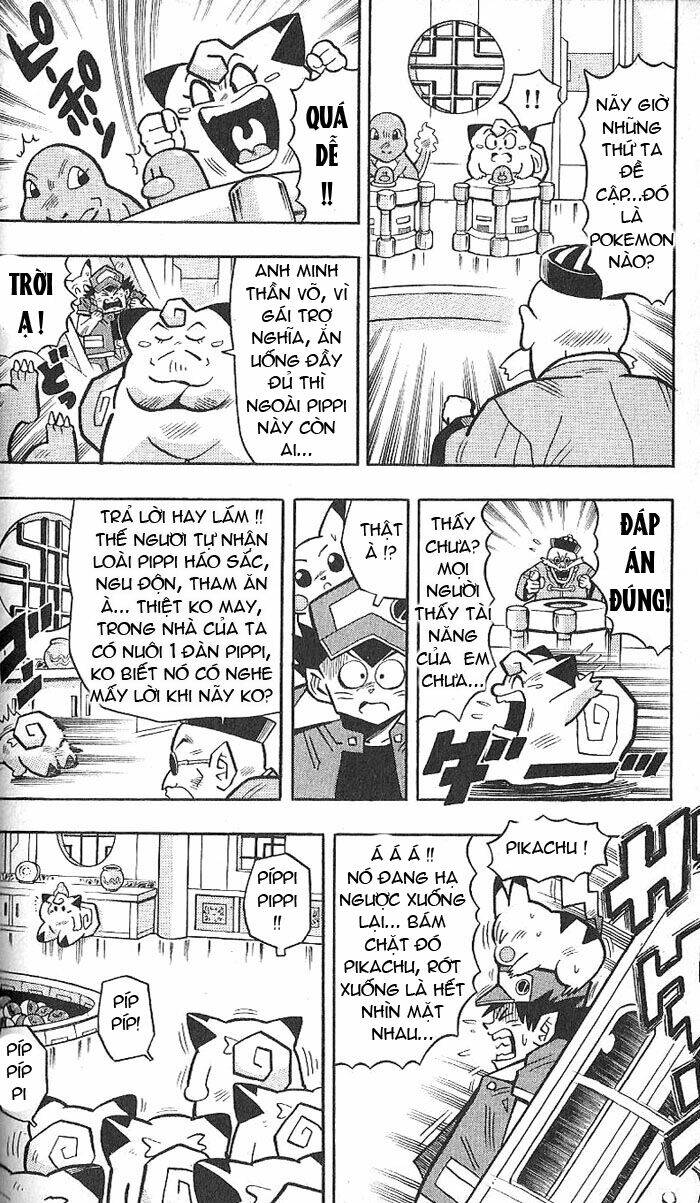 NÃY GIỜ
NHỮNG
THỨ TA
ĐỀ
CẬP...ĐÓ
LÀ
POKEMON
NÀO?
!!
QUÁ
DỄ
!!
ピンポン
ANH MINH
THẦN VÕ, VÌ
GÁI TRỢ
NGHĨA, ĂN
UỐNG ĐẦY
ĐỦ THÌ
NGOÀI PIPPI
NÀY CÒN
AI...
TRỜI
Ạ !
ĐÁP
ÁN
ĐÚNG!
THẤY
CHƯA?
MỌI
NGƯỜI
THẤY TÀI
NĂNG
CỦA EM
CHƯA...
THẬT
À !?
TRẢ LỜI HAY LẮM !!
THẾ NGƯƠI TỰ NHẬN
LOÀI PIPPI HÁO SẮC,
NGU ĐỘN, THAM ĂN
À... THIỆT KO MAY,
TRONG NHÀ CỦA TA
CÓ NUÔI 1 ĐÀN PIPPI,
KO BIẾT NÓ CÓ NGHE
MẤY LỜI KHI NÃY KO?
PIKACHU !
Á Á Á !!
NÓ ĐANG HẠ
NGƯỢC XUỐNG
LẠI... BÁM
CHẶT ĐÓ
PIKACHU, RỚT
XUỐNG LÀ HẾT
NHÌN MẶT
NHAU...
PÍPPI
PIPPI
!!
PÍP
PÍP!
PÍP
PÍP
PI